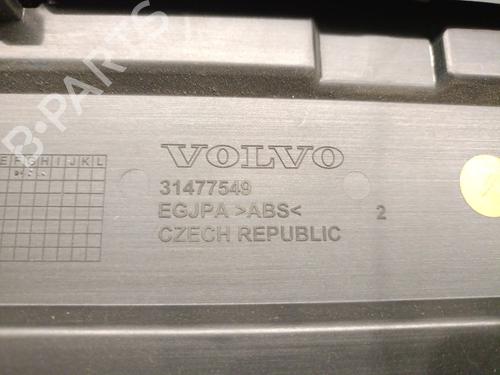 B-PARTS
VOLVO
E F G H I J K L
31477549
EGJPA >ABS< 2
CZECH REPUBLIC